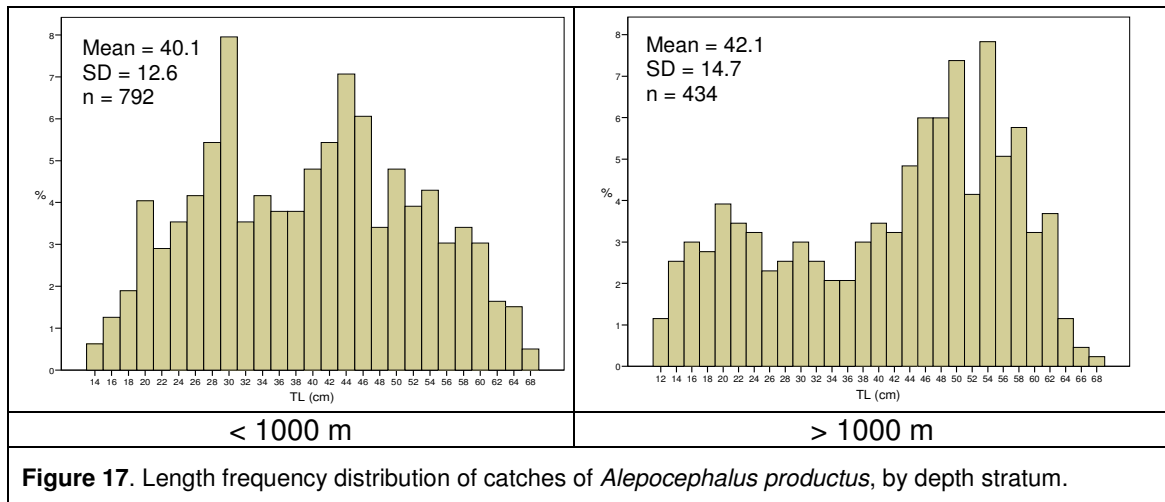 Mean = 40.1
SD = 12.6
n = 792
8
7
6
5
4
3
2
1
0
%
14 16 18 20 22 24 26 28 30 32 34 36 38 40 42 44 46 48 50 52 54 56 58 60 62 64 68
TL (cm)
< 1000 m
Mean = 42.1
SD = 14.7
n = 434
8
7
6
5
4
3
2
1
0
%
12 14 16 18 20 22 24 26 28 30 32 34 36 38 40 42 44 46 48 50 52 54 56 58 60 62 64 66 68
TL (cm)
> 1000 m
Figure 17. Length frequency distribution of catches of Alepocephalus productus, by depth stratum.